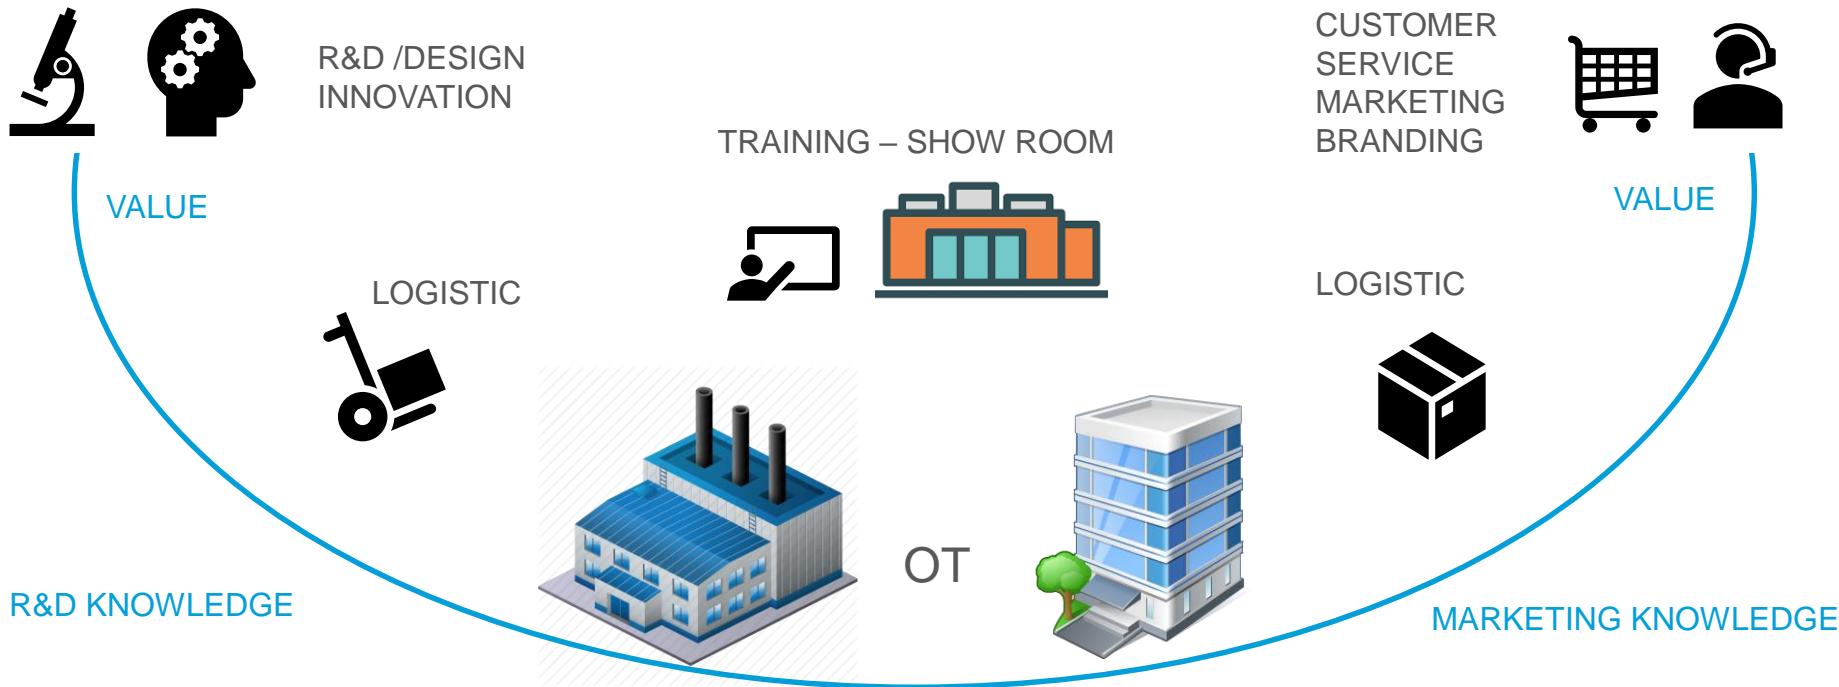 R&D /DESIGN
INNOVATION
CUSTOMER
SERVICE
MARKETING
BRANDING
TRAINING – SHOW ROOM
VALUE
VALUE
LOGISTIC
LOGISTIC
OT
R&D KNOWLEDGE
MARKETING KNOWLEDGE